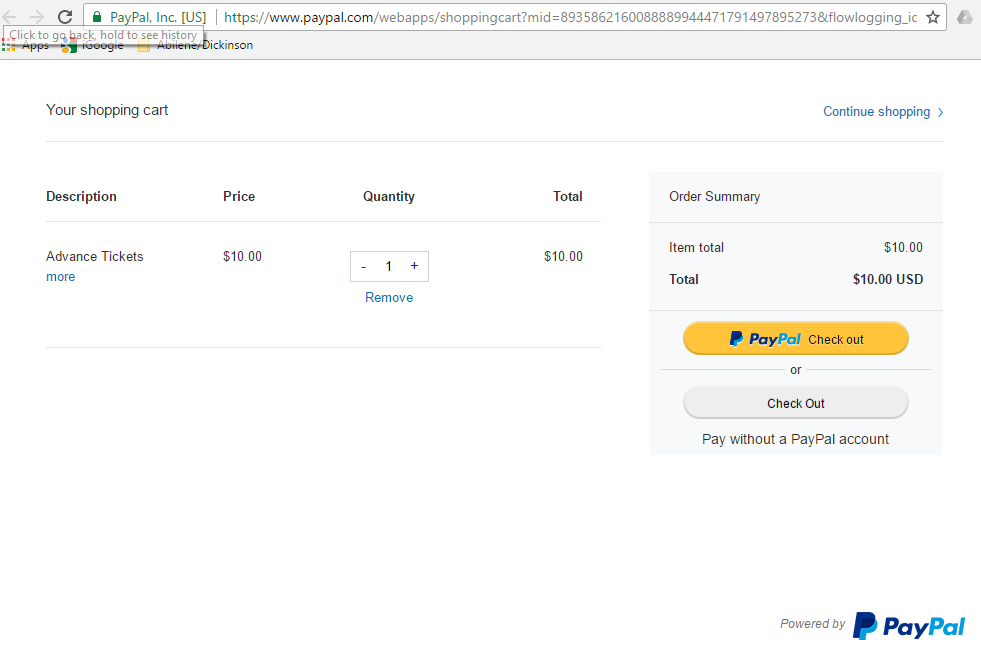 PayPal, Inc. [US] https://www.paypal.com/webapps/shoppingcart?mid=8935862160088889944471791497895273&flowlogging_id
Click to go back, hold to see history
Apps iGoogle Abilene/Dickinson
Your shopping cart
Continue shopping >
Description Price Quantity Total
Order Summary
Advance Tickets $10.00 - 1 + $10.00
more
Remove
Item total $10.00
Total $10.00 USD
PayPal Check out
or
Check Out
Pay without a PayPal account
Powered by PayPal